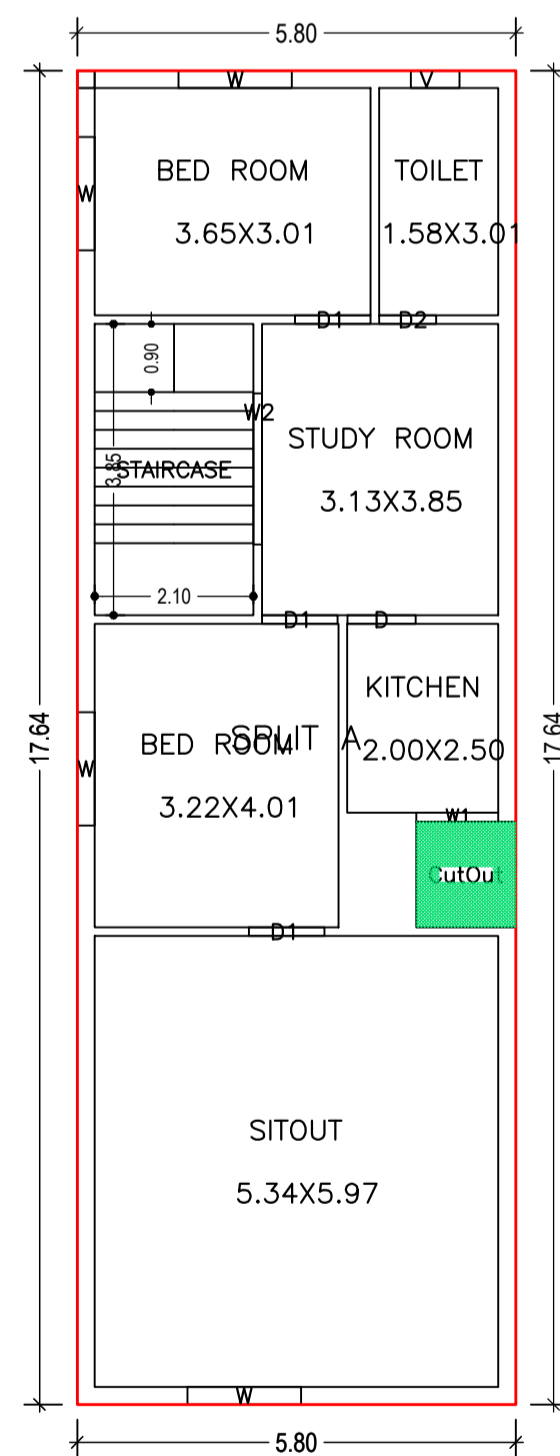 5.80
W V
BED ROOM TOILET
W
3.65X3.01 1.58X3.01
D1 D2
0.90
W2
STUDY ROOM
3.85
STAIRCASE
3.13X3.85
2.10
D1 D
KITCHEN
SPLIT A
BED ROOM
2.00X2.50
17.64
17.64
W
3.22X4.01
W1
CutOut
D1
SITOUT
5.34X5.97
W
5.80